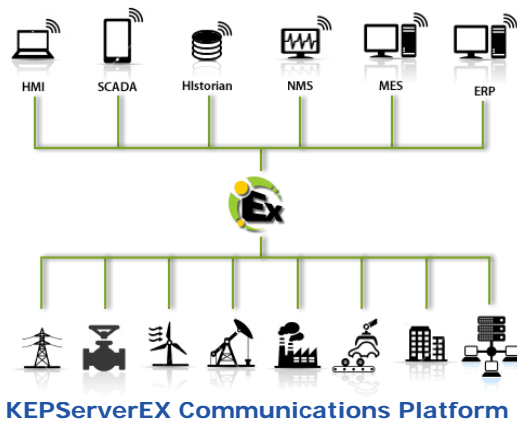 HMI SCADA HIstorian NMS MES ERP
Ex
KEPServerEX Communications Platform